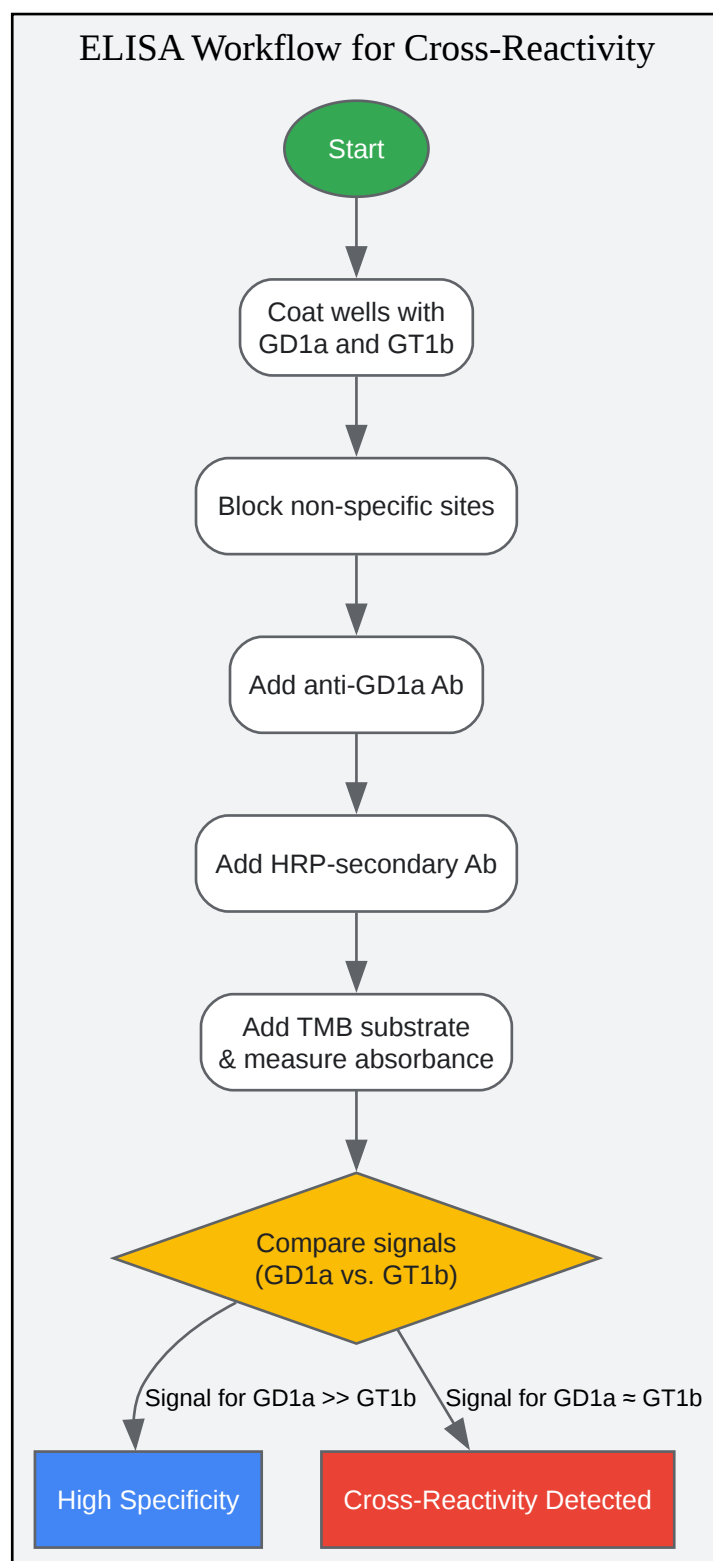 ELISA Workflow for Cross-Reactivity
Start
Coat wells with
GD1a and GT1b
Block non-specific sites
Add anti-GD1a Ab
Add HRP-secondary Ab
Add TMB substrate
& measure absorbance
Compare signals
(GD1a vs. GT1b)
Signal for GD1a >> GT1b
Signal for GD1a ≈ GT1b
High Specificity
Cross-Reactivity Detected